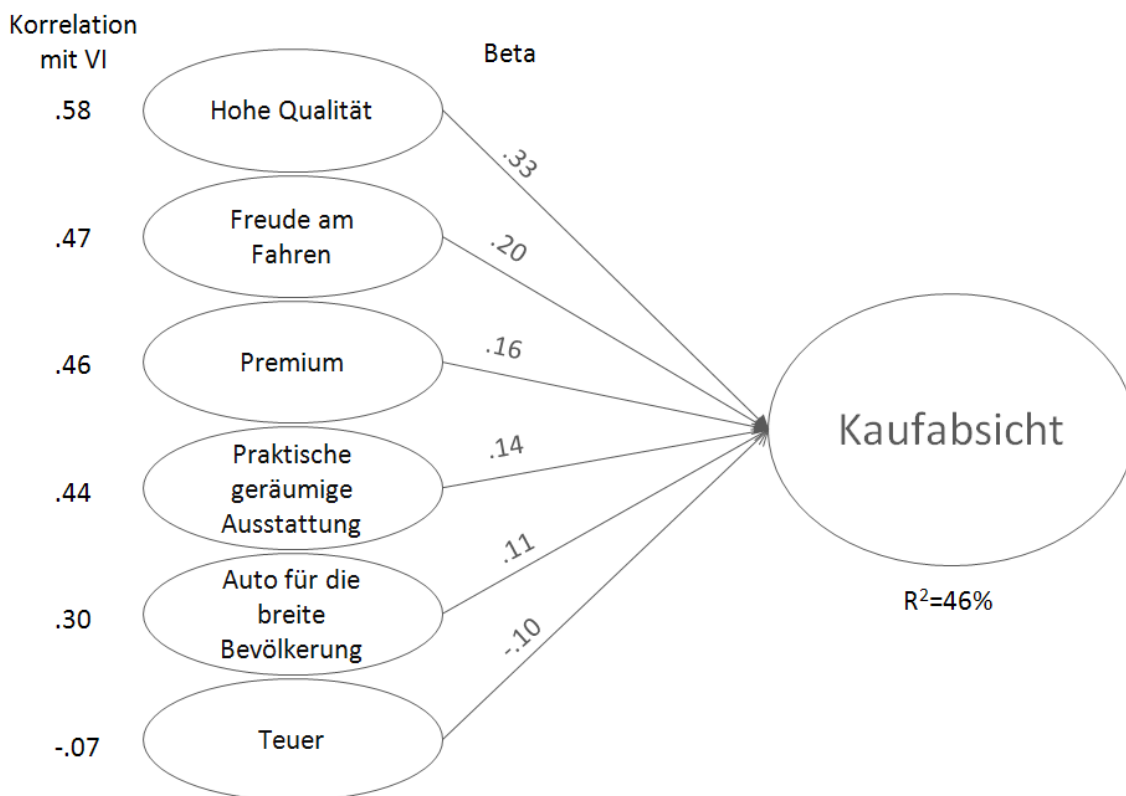 Korrelation
mit VI
Beta
.58
Hohe Qualität
.33
.47
Freude am
Fahren
.20
.46
Premium
.16
Kaufabsicht
.44
Praktische
geräumige
Ausstattung
.14
.30
Auto für die
breite
Bevölkerung
.11
R²=46%
-.07
Teuer
-.10